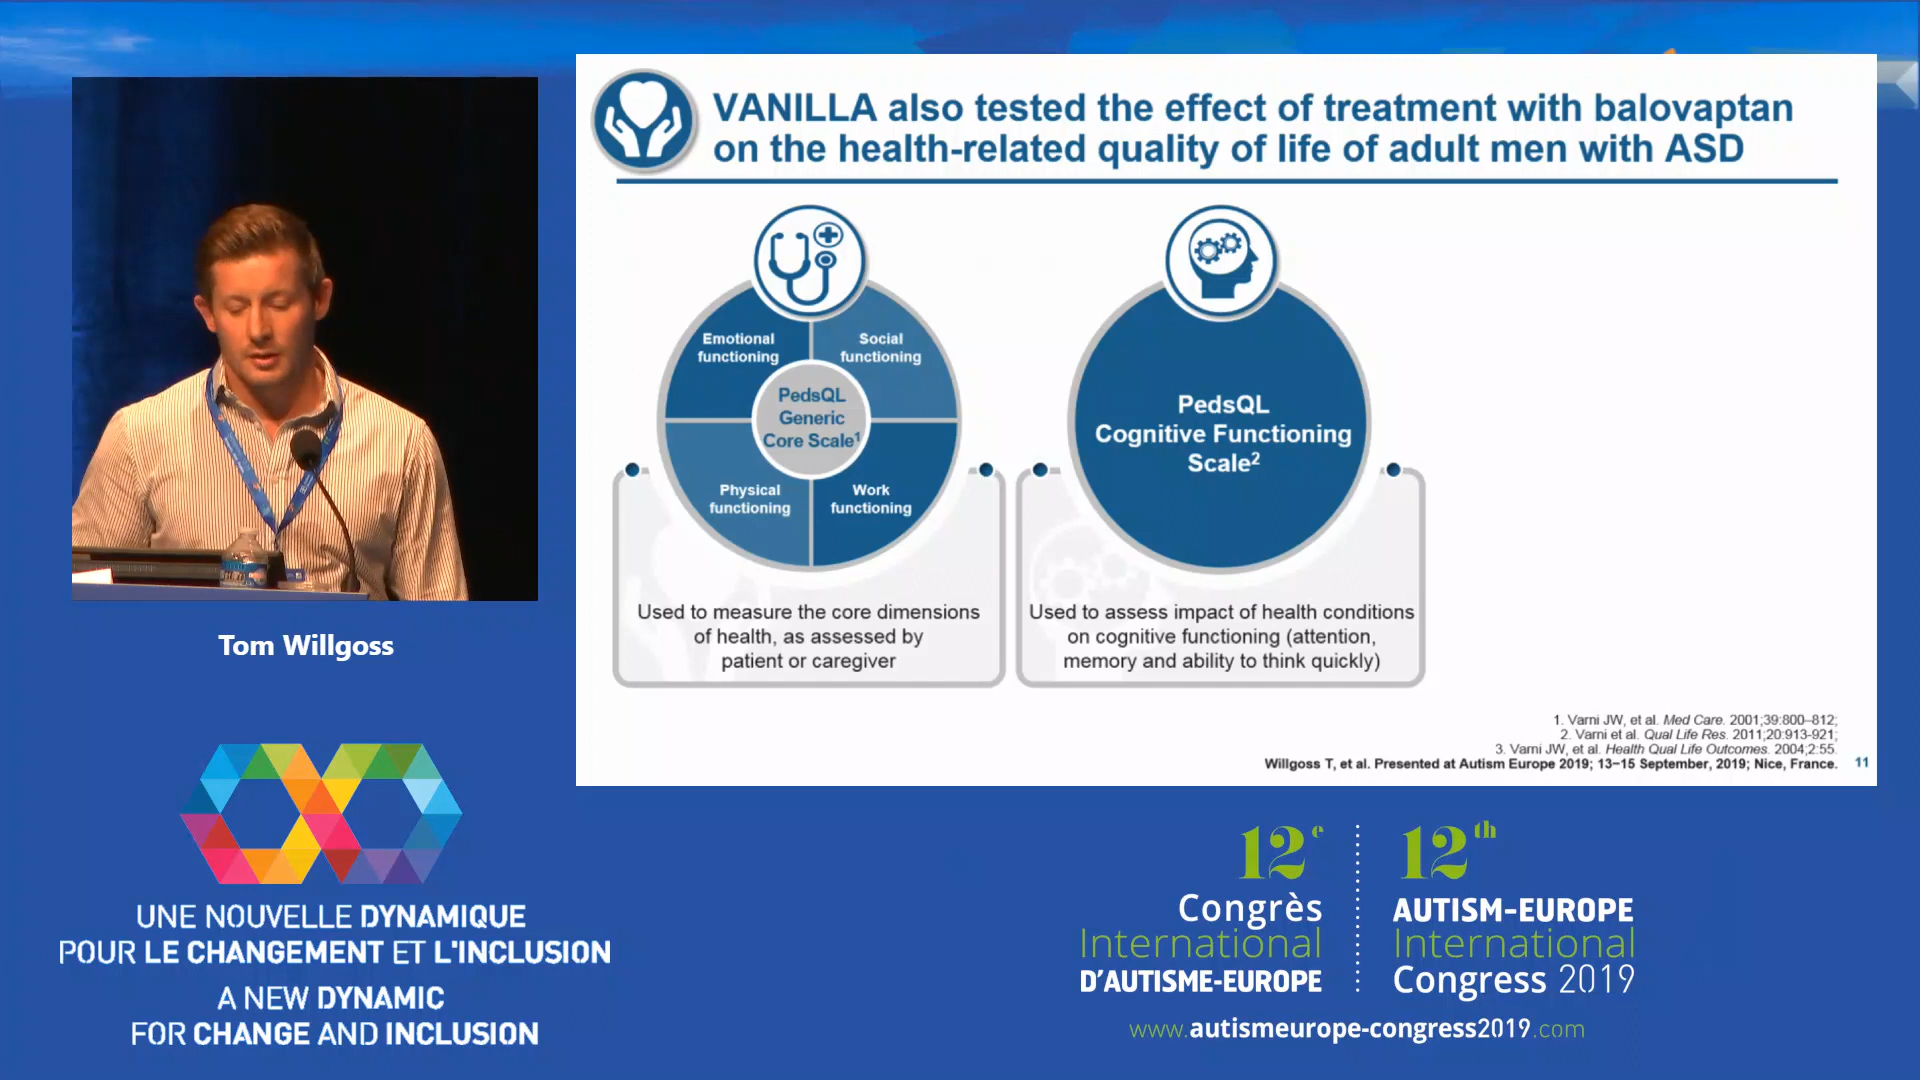 VANILLA also tested the effect of treatment with balovaptan
on the health-related quality of life of adult men with ASD
Emotional
functioning
Social
functioning
PedsQL
Generic
Core Scale1
Physical
functioning
Work
functioning
Used to measure the core dimensions
of health, as assessed by
patient or caregiver
PedsQL
Cognitive Functioning
Scale2
Used to assess impact of health conditions
on cognitive functioning (attention,
memory and ability to think quickly)
1. Varni JW, et al. Med Care. 2001;39:800–812;
2. Varni et al. Qual Life Res. 2011;20:913-921;
3. Varni JW, et al. Health Qual Life Outcomes. 2004;2:55.
Willgoss T, et al. Presented at Autism Europe 2019; 13–15 September, 2019; Nice, France.
11
Tom Willgoss
UNE NOUVELLE DYNAMIQUE
POUR LE CHANGEMENT ET L'INCLUSION
A NEW DYNAMIC
FOR CHANGE AND INCLUSION
12e
Congrès
International
D'AUTISME-EUROPE
12th
AUTISM-EUROPE
International
Congress 2019
www.autismeurope-congress2019.com